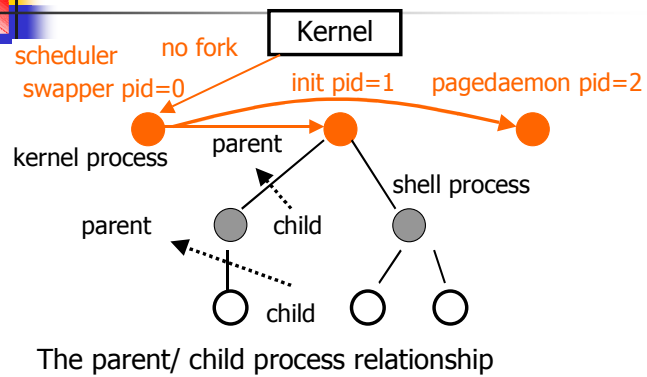 Kernel
scheduler
no fork
swapper pid=0
init pid=1
pagedaemon pid=2
kernel process
parent
shell process
parent
child
child
The parent/ child process relationship